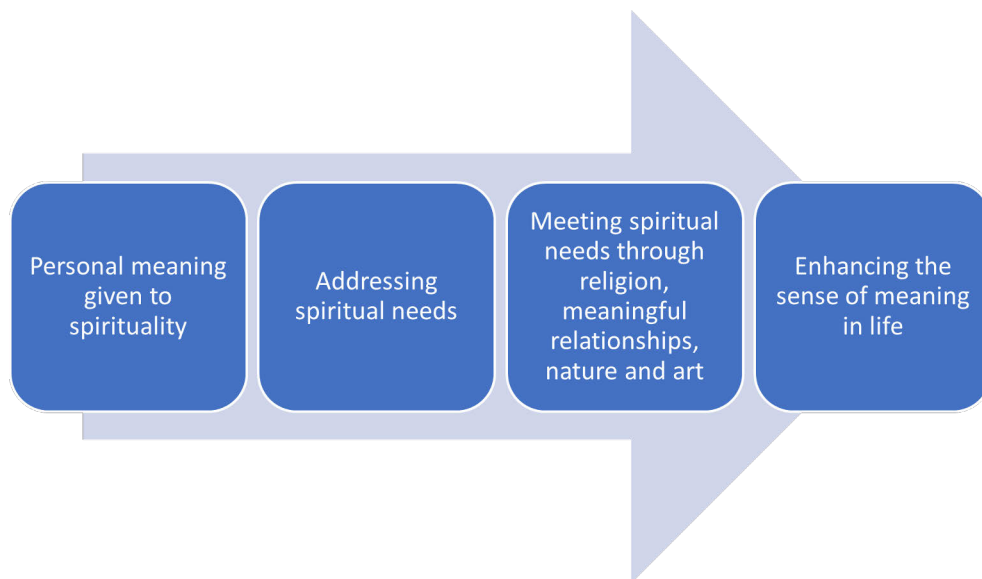 Personal meaning
given to
spirituality
Addressing
spiritual needs
Meeting spiritual
needs through
religion,
meaningful
relationships,
nature and art
Enhancing the
sense of meaning
in life